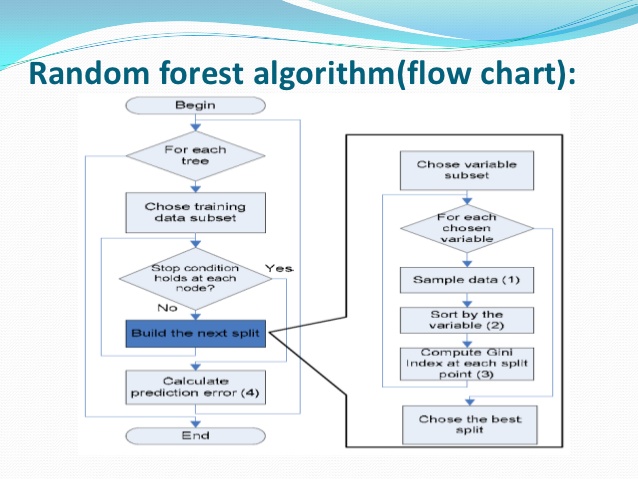 Random forest algorithm(flow chart):
Begin
For each
tree
Chose training
data subset
Stop condition
holds at each
node?
Yes
No
Build the next split
Calculate
prediction error (4)
End
Chose variable
subset
For each
chosen
variable
Sample data (1)
Sort by the
variable (2)
Compute Gini
Index at each split
point (3)
Chose the best
split